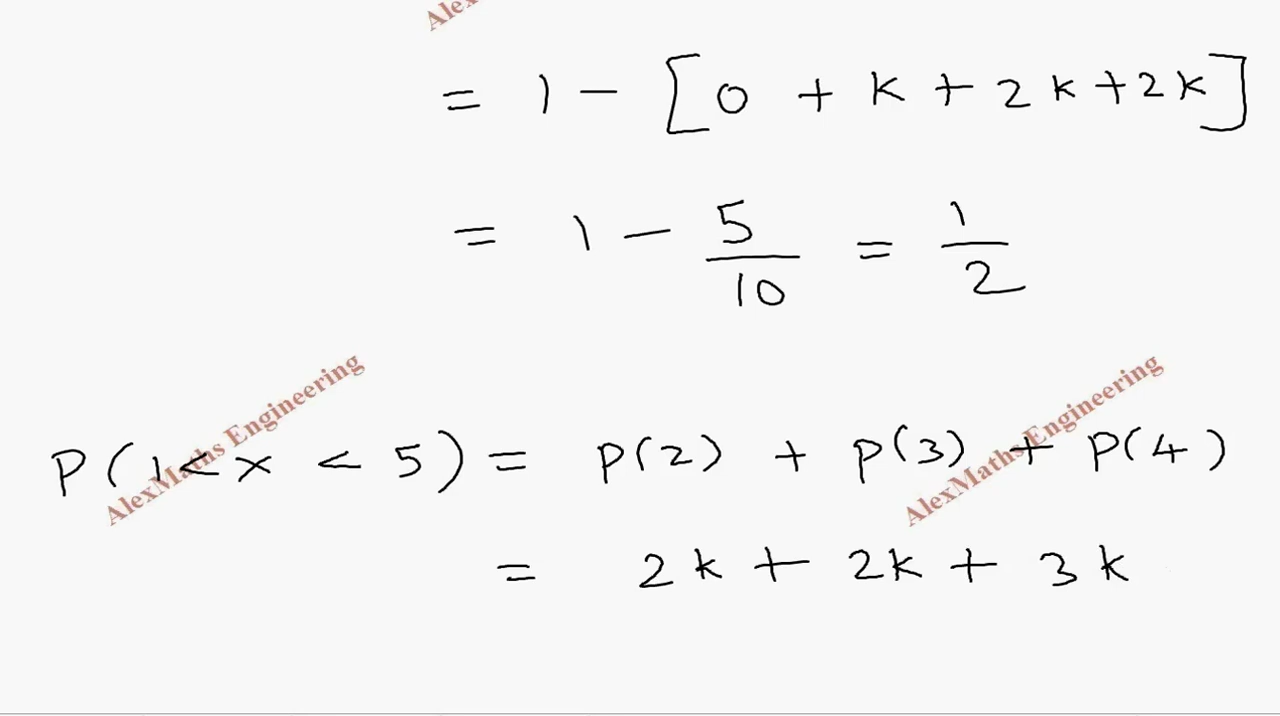 Ale
= 1 - [0 + k + 2k + 2k]
= 1 - 5/10 = 1/2
AlexMaths Engineering AlexMaths Engineering
P(1 < x < 5) = P(2) + P(3) + P(4)
= 2k + 2k + 3k